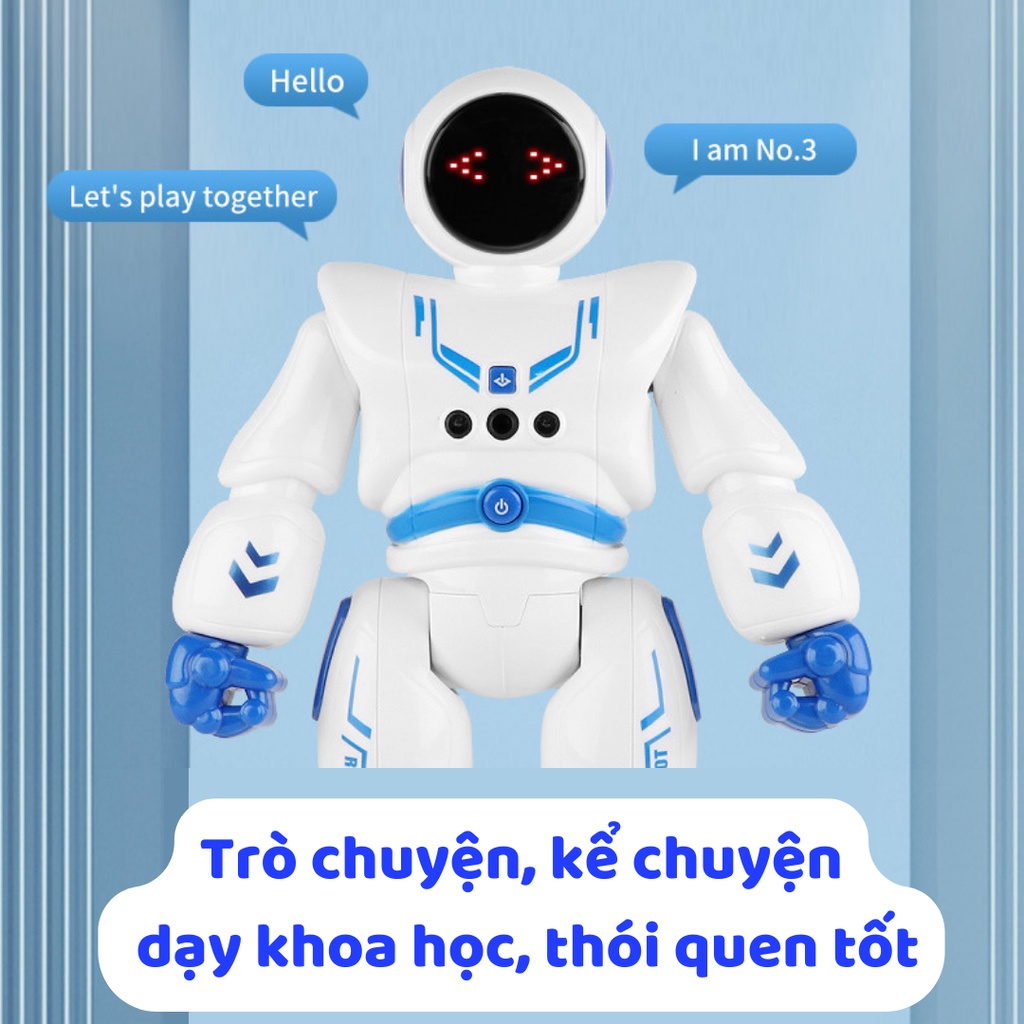 Hello
I am No.3
Let's play together
Trò chuyện, kể chuyện
dạy khoa học, thói quen tốt